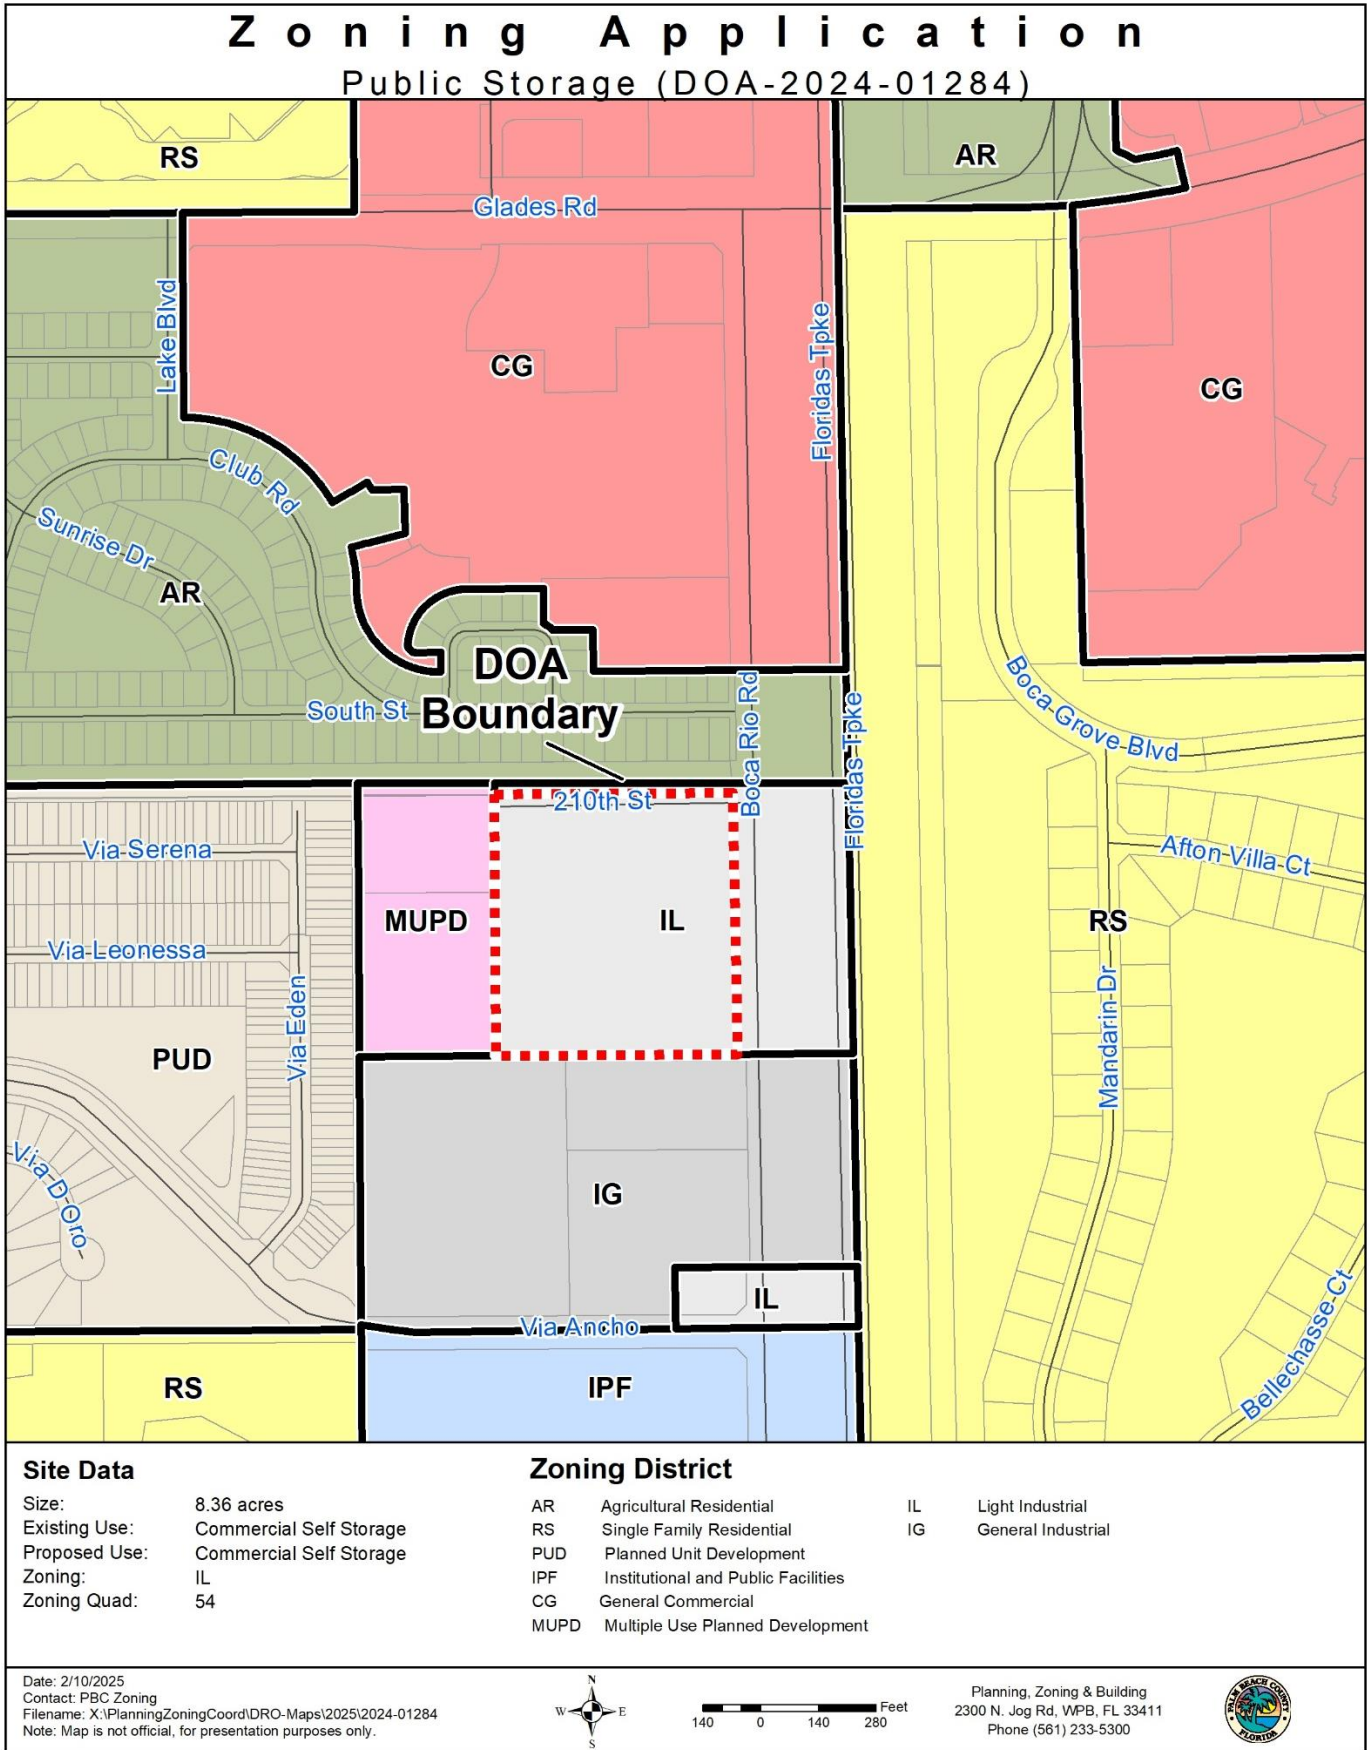 Zoning Application
Public Storage (DOA-2024-01284)
RS
AR
Glades Rd
Lake Blvd
Floridas Tpke
CG
CG
Club Rd
Sunrise Dr
AR
DOA
Boundary
South St
Boca Rio Rd
Floridas Tpke
Boca Grove Blvd
210th St
Via Serena
Afton Villa Ct
MUPD
IL
RS
Via Leonessa
Via Eden
Mandarin Dr
PUD
Via D Oro
IG
IL
Via Ancho
Bellechasse Ct
RS
IPF
Site Data
Size: 8.36 acres
Existing Use: Commercial Self Storage
Proposed Use: Commercial Self Storage
Zoning: IL
Zoning Quad: 54
Zoning District
AR Agricultural Residential
RS Single Family Residential
PUD Planned Unit Development
IPF Institutional and Public Facilities
CG General Commercial
MUPD Multiple Use Planned Development
IL Light Industrial
IG General Industrial
Date: 2/10/2025
Contact: PBC Zoning
Filename: X:\PlanningZoningCoord\DRO-Maps\2025\2024-01284
Note: Map is not official, for presentation purposes only.
N
W E
S
Feet
140 0 140 280
Planning, Zoning & Building
2300 N. Jog Rd, WPB, FL 33411
Phone (561) 233-5300
PALM BEACH COUNTY
FLORIDA